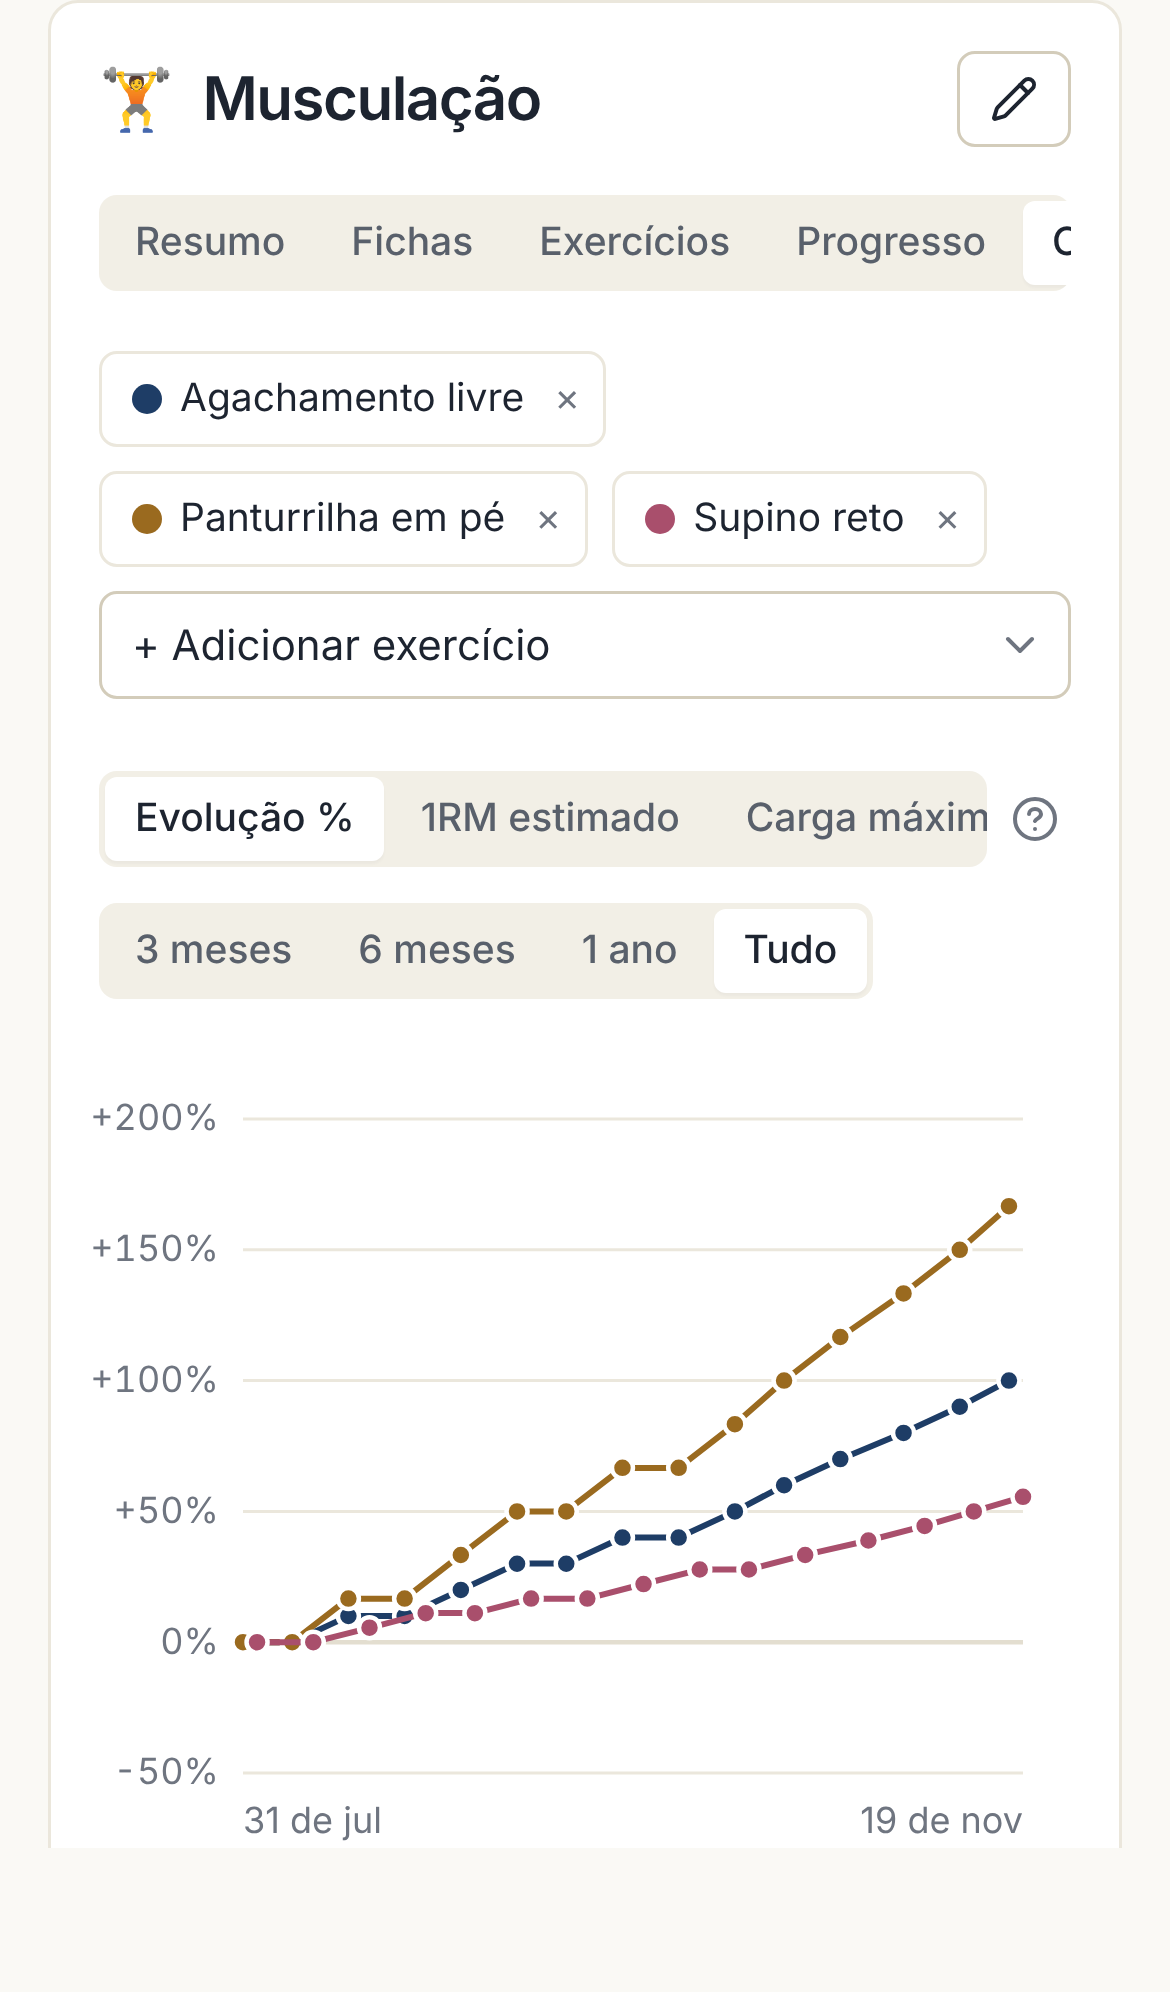 Musculação
Resumo Fichas Exercícios Progresso
Agachamento livre ×
Panturrilha em pé × Supino reto ×
+ Adicionar exercício
Evolução % 1RM estimado Carga máxim
3 meses 6 meses 1 ano Tudo
+200%
+150%
+100%
+50%
0%
-50%
31 de jul 19 de nov